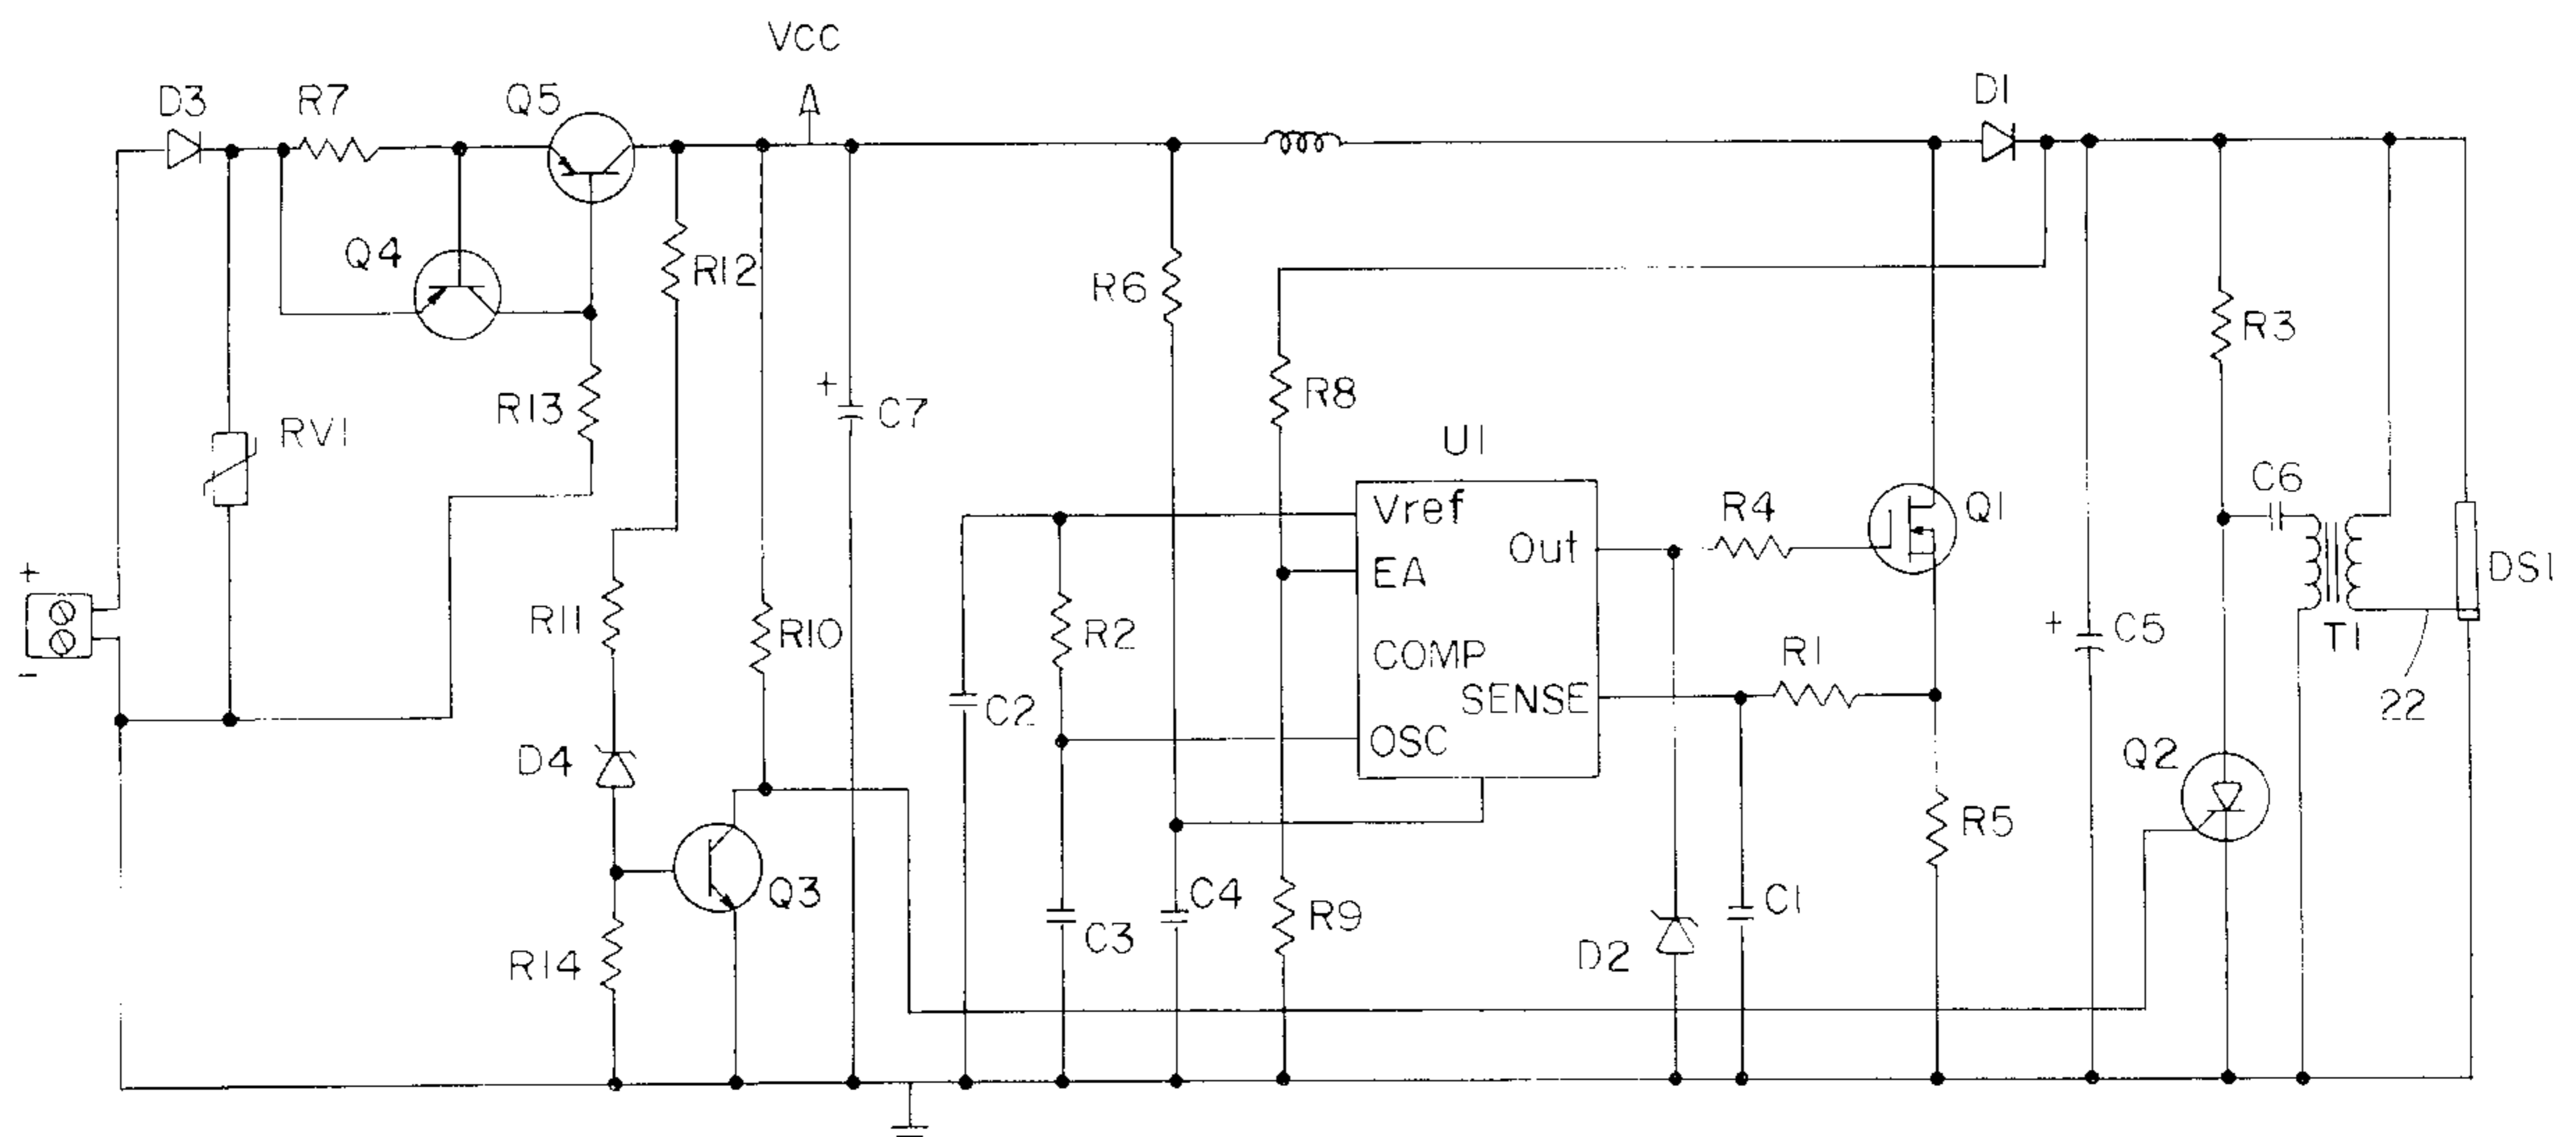 VCC
D3
R7
Q5
D1
Q4
R12
R6
R3
R8
R13
+
C7
RV1
U1
C6
Vref
R4
Q1
Out
EA
DS1
+
R11
R10
R2
+
C5
T1
COMP
R1
-
SENSE
C2
22
OSC
D4
Q2
R5
Q3
C4
C1
R9
C3
D2
R14